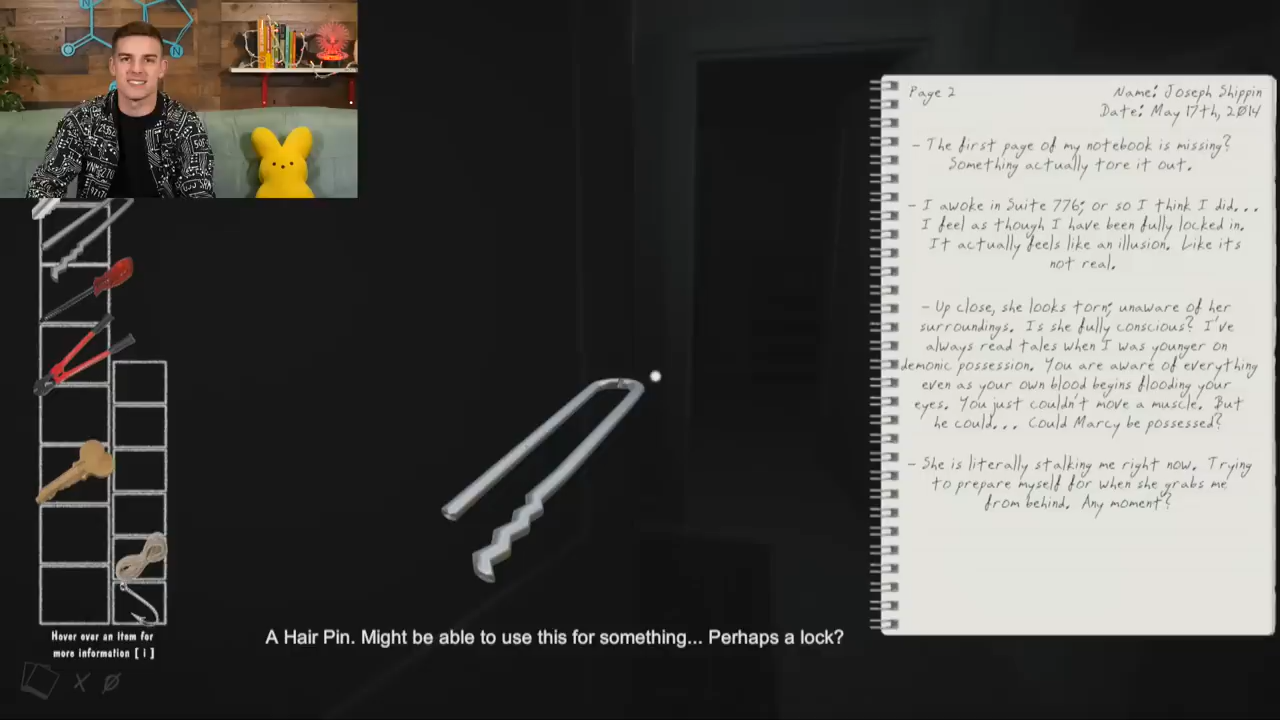 Page 2
Name: Joseph Shippin
Date: May 17th, 2014
- The first page of my notebook is missing?
Something actually tore it out.
- I awoke in Suite 776; or so I think I did...
I feel as though I have been fully locked in.
It actually feels like an illusion. Like it's
not real.
- Up close, she looks torn; unaware of her
surroundings. Is she fully conscious? I've
always read tales when I was younger on
demonic possession. You are aware of everything
even as your own blood begins flooding your
eyes. You just couldn't move a muscle. But
he could... Could Marcy be possessed?
- She is literally stalking me right now. Trying
to prepare myself for when she grabs me
from behind. Any moment?
A Hair Pin. Might be able to use this for something... Perhaps a lock?
Hover over an item for
more information [ i ]
X 0
N
N